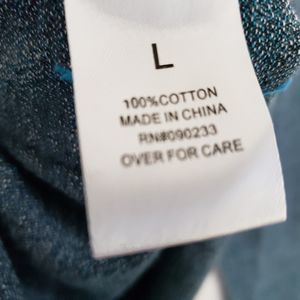 L
100%COTTON
MADE IN CHINA
RN#090233
OVER FOR CARE